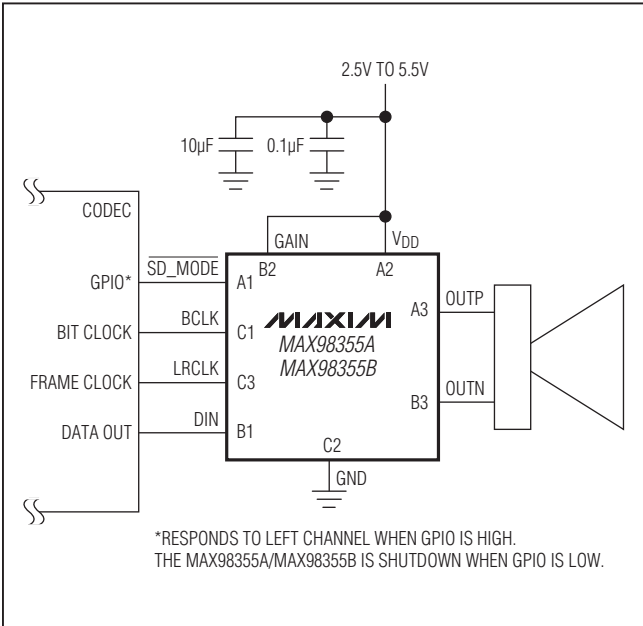 2.5V TO 5.5V
10µF
0.1µF
CODEC
GAIN
VDD
GPIO*
SD_MODE
A1
B2
A2
BIT CLOCK
BCLK
C1
MAXIM
MAX98355A
MAX98355B
A3
OUTP
FRAME CLOCK
LRCLK
C3
B3
OUTN
DATA OUT
DIN
B1
C2
GND
*RESPONDS TO LEFT CHANNEL WHEN GPIO IS HIGH.
THE MAX98355A/MAX98355B IS SHUTDOWN WHEN GPIO IS LOW.